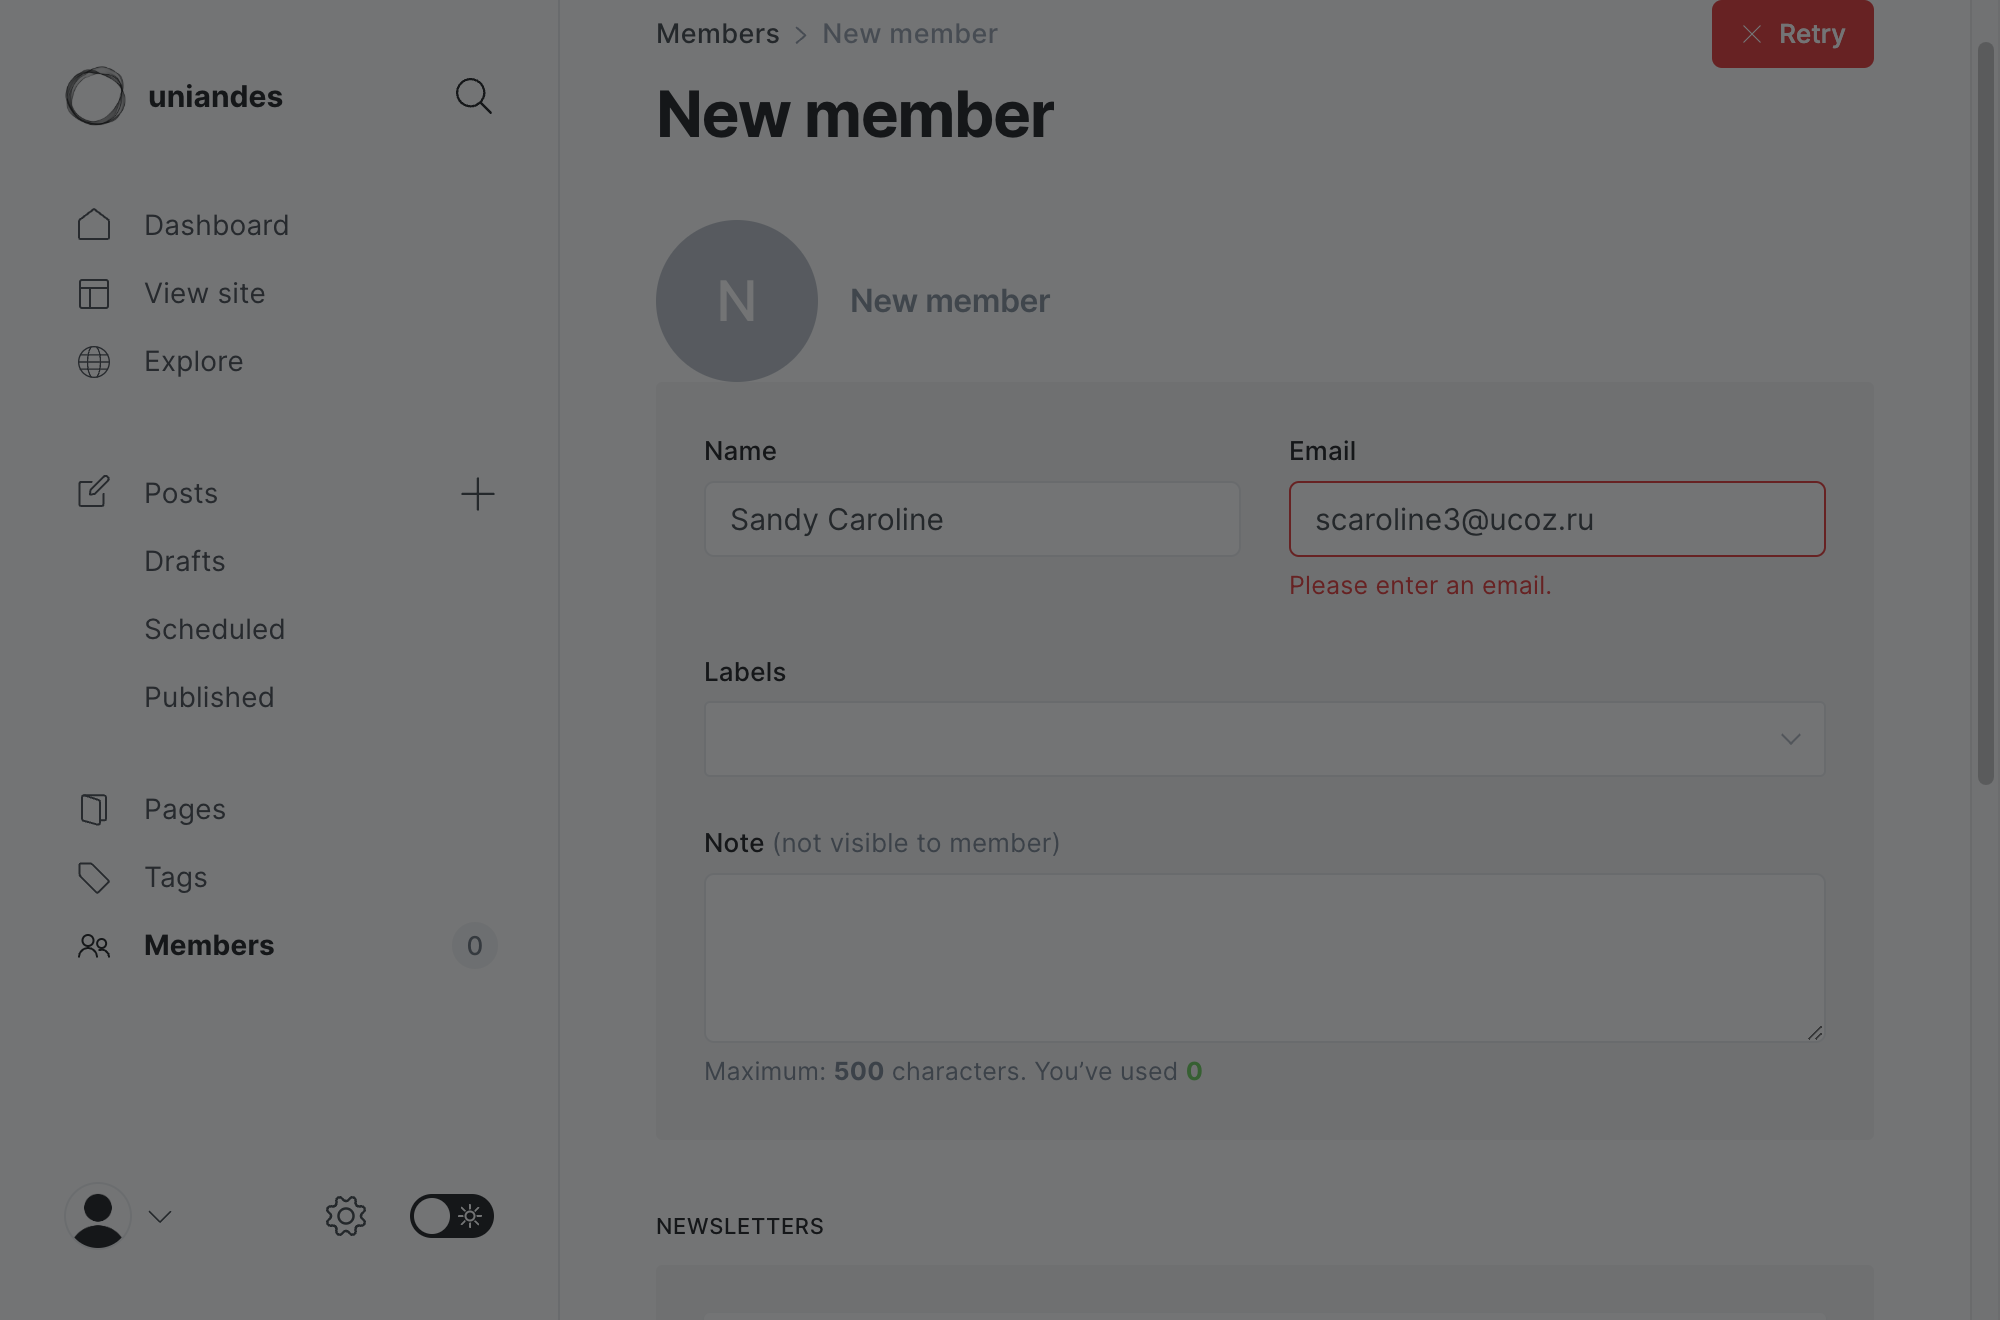 uniandes
Dashboard
View site
Explore
Posts
Drafts
Scheduled
Published
Pages
Tags
Members
0
Members > New member
Retry
New member
N
New member
Name
Email
Sandy Caroline
scaroline3@ucoz.ru
Please enter an email.
Labels
Note (not visible to member)
Maximum: 500 characters. You’ve used 0
NEWSLETTERS